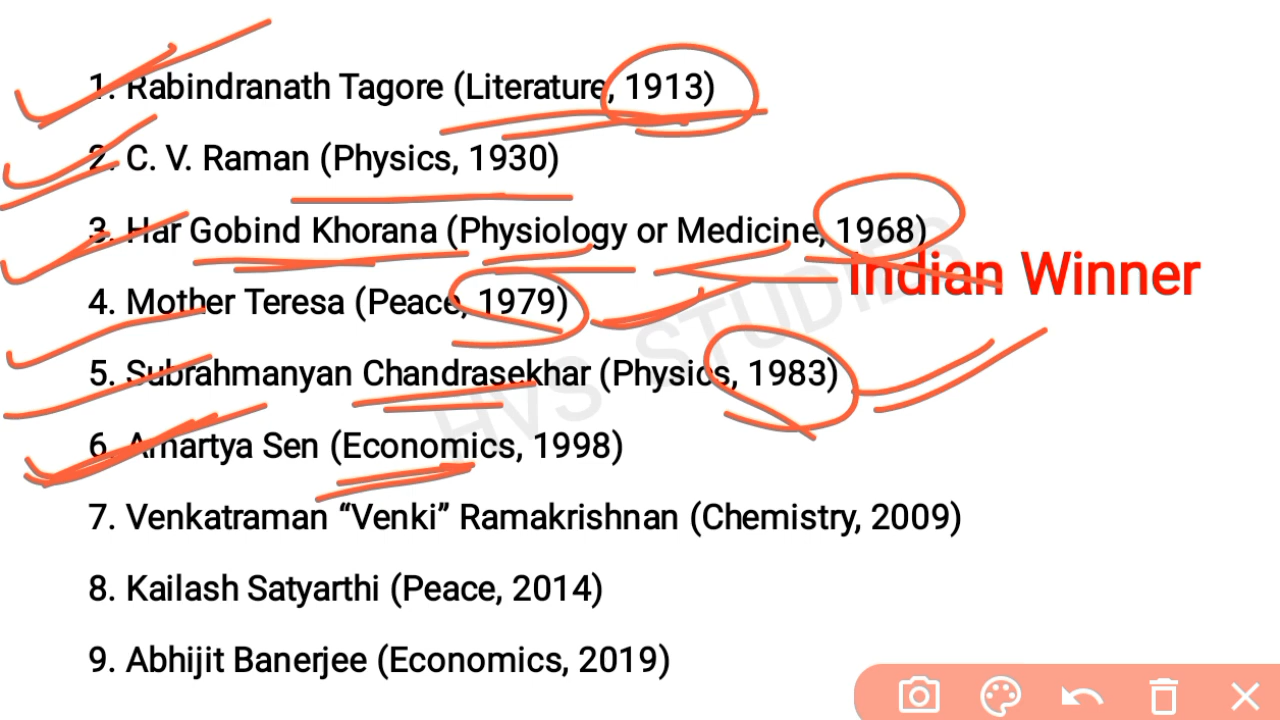 1. Rabindranath Tagore (Literature, 1913)
2. C. V. Raman (Physics, 1930)
3. Har Gobind Khorana (Physiology or Medicine, 1968)
Indian Winner
4. Mother Teresa (Peace, 1979)
5. Subrahmanyan Chandrasekhar (Physics, 1983)
HVS STUDIES
6. Amartya Sen (Economics, 1998)
7. Venkatraman “Venki” Ramakrishnan (Chemistry, 2009)
8. Kailash Satyarthi (Peace, 2014)
9. Abhijit Banerjee (Economics, 2019)